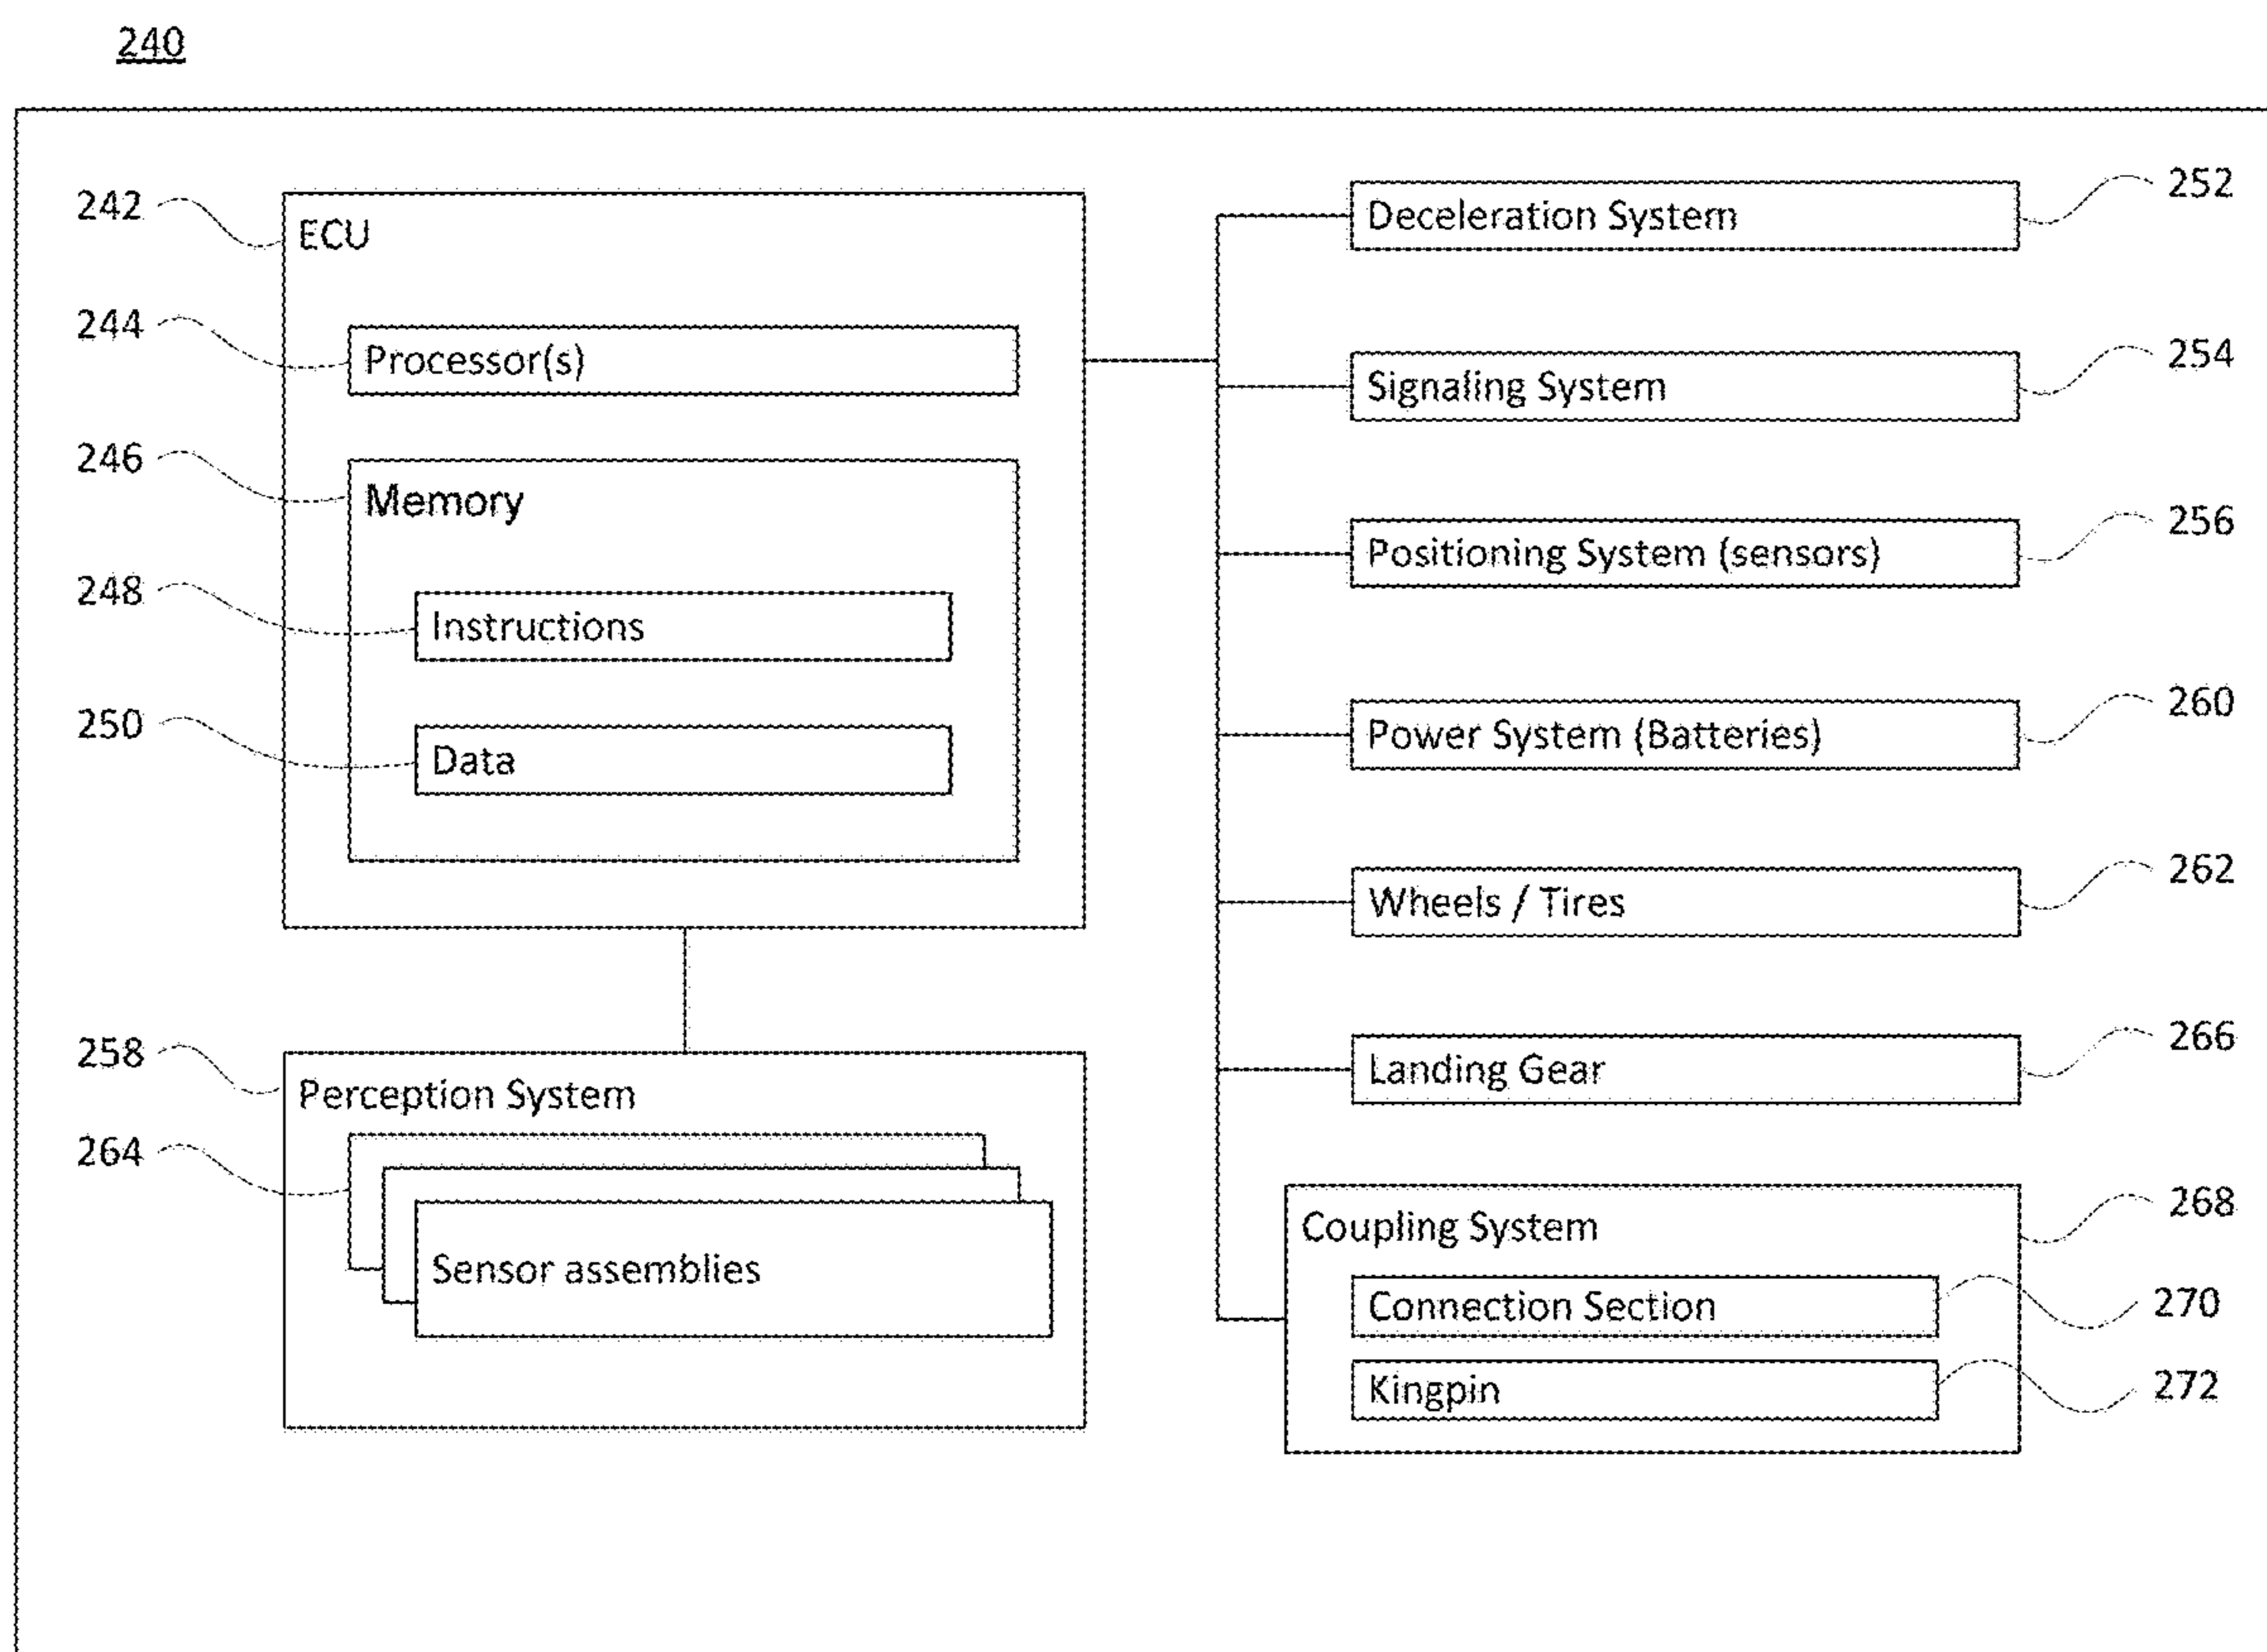 240
242
ECU
244
Processor(s)
246
Memory
248
Instructions
250
Data
258
Perception System
264
Sensor assemblies
Deceleration System
252
Signaling System
254
Positioning System (sensors)
256
Power System (Batteries)
260
Wheels / Tires
262
Landing Gear
266
Coupling System
268
Connection Section
270
Kingpin
272